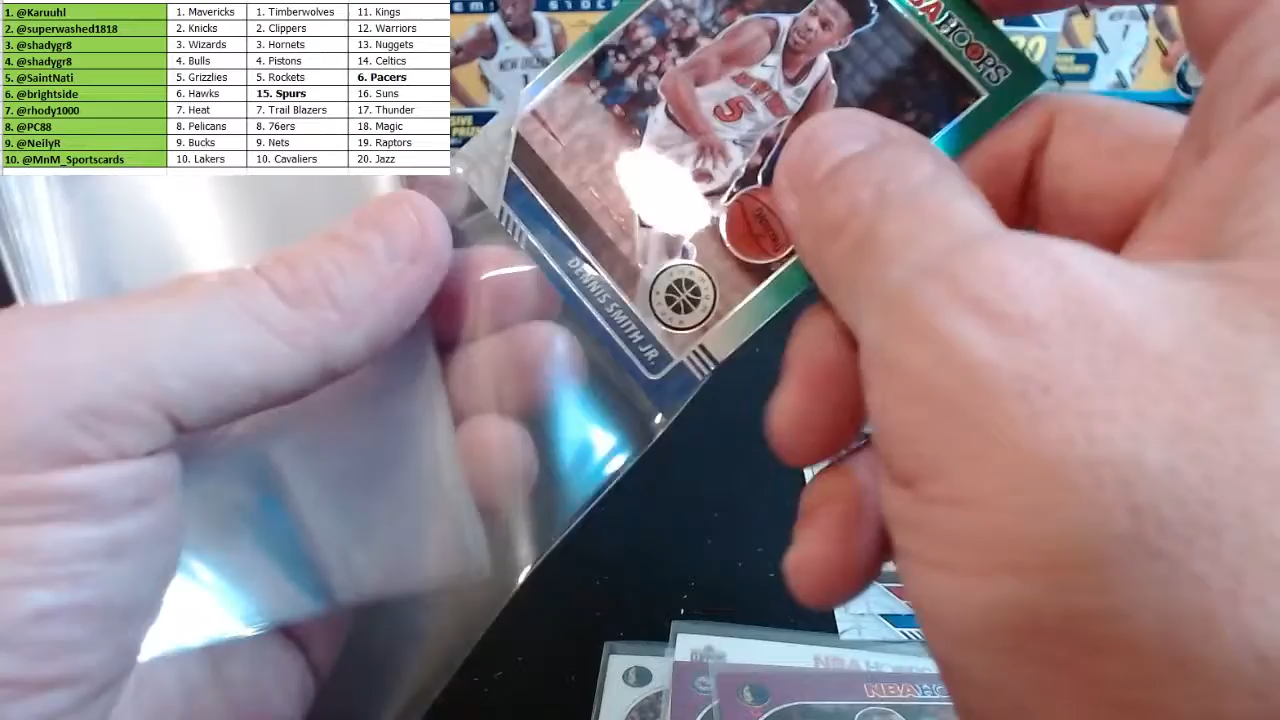 1. @Karuuhl 1. Mavericks 1. Timberwolves 11. Kings
2. @superwashed1818 2. Knicks 2. Clippers 12. Warriors
3. @shadygr8 3. Wizards 3. Hornets 13. Nuggets
4. @shadygr8 4. Bulls 4. Pistons 14. Celtics
5. @SaintNati 5. Grizzlies 5. Rockets 6. Pacers
6. @brightside 6. Hawks 15. Spurs 16. Suns
7. @rhody1000 7. Heat 7. Trail Blazers 17. Thunder
8. @PC88 8. Pelicans 8. 76ers 18. Magic
9. @NeilyR 9. Bucks 9. Nets 19. Raptors
10. @MnM_Sportscards 10. Lakers 10. Cavaliers 20. Jazz
NBA HOOPS
5
DENNIS SMITH JR.
NBA HOOPS
NBA HO